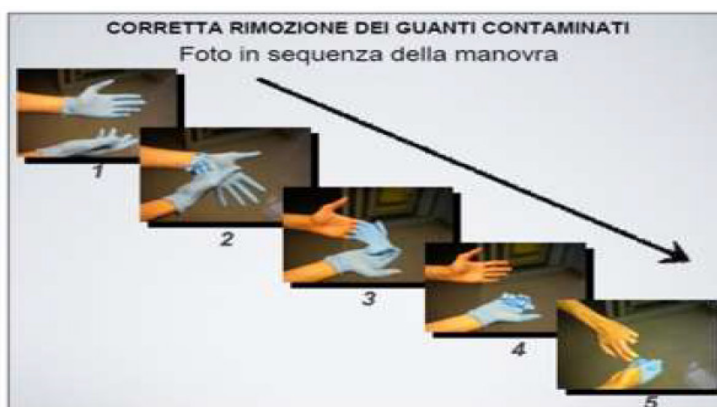 CORRETTA RIMOZIONE DEI GUANTI CONTAMINATI
Foto in sequenza della manovra
1
2
3
4
5